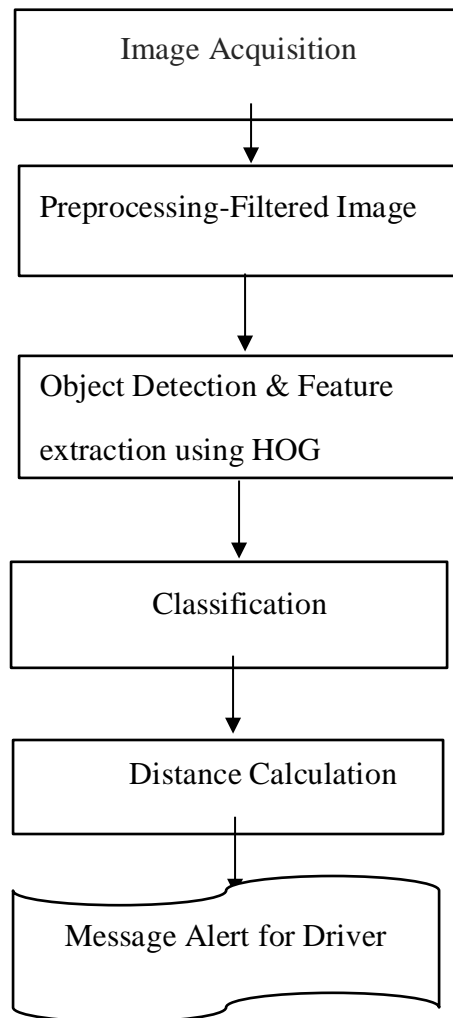 Image Acquisition
Preprocessing-Filtered Image
Object Detection & Feature
extraction using HOG
Classification
Distance Calculation
Message Alert for Driver